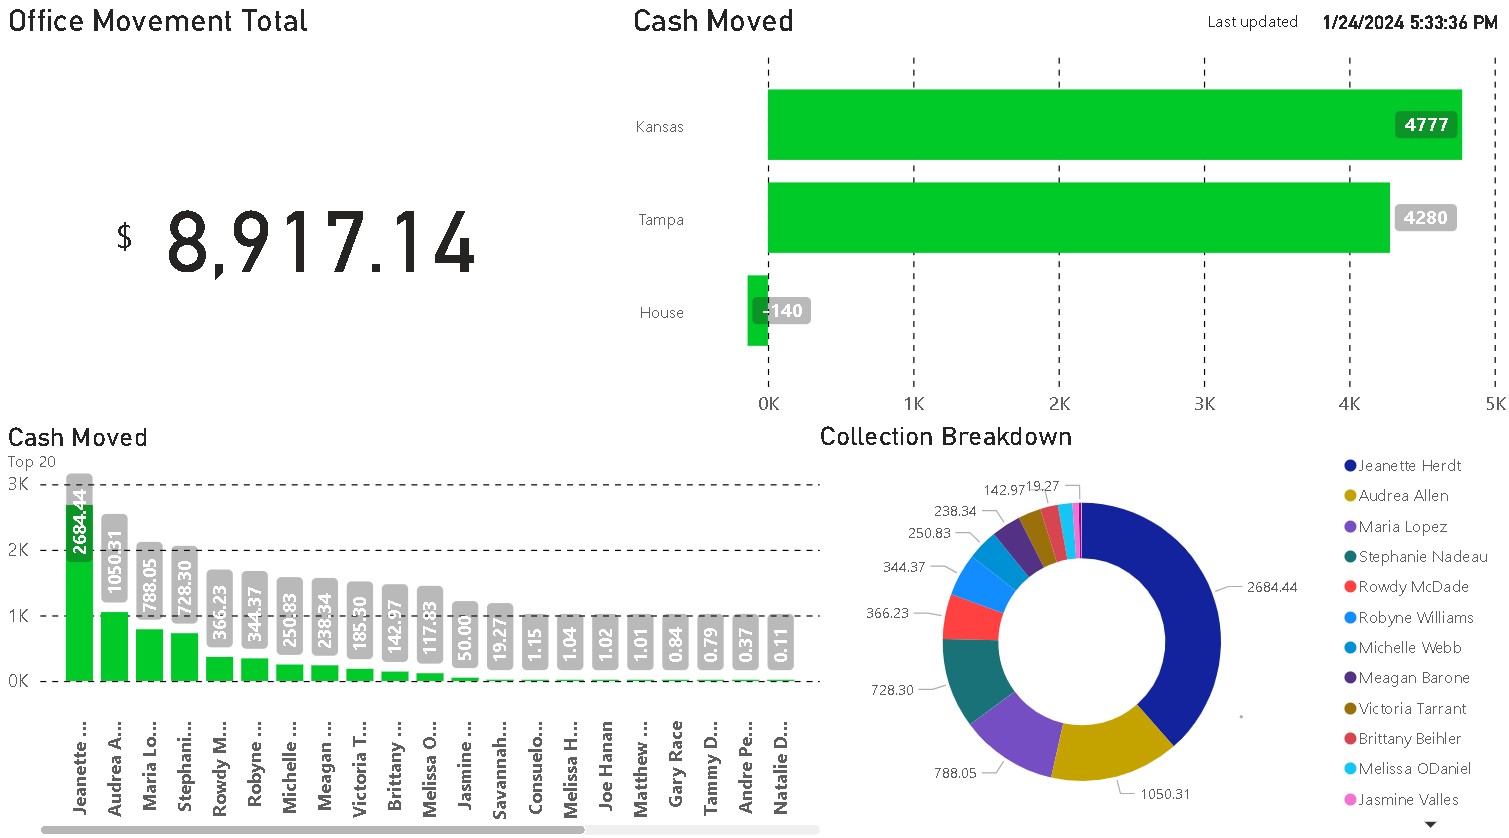 Office Movement Total
$ 8,917.14
Cash Moved
Last updated 1/24/2024 5:33:36 PM
Kansas
4777
Tampa
4280
House
-140
0K 1K 2K 3K 4K 5K
Cash Moved
Top 20
3K
2K
1K
0K
2684.44
1050.31
788.05
728.30
366.23
344.37
250.83
238.34
185.30
142.97
117.83
50.00
19.27
1.15
1.04
1.02
1.01
0.84
0.79
0.37
0.11
Jeanette ...
Audrea A...
Maria Lo...
Stephani...
Rowdy M...
Robyne ...
Michelle ...
Meagan ...
Victoria T...
Brittany ...
Melissa O...
Jasmine ...
Savannah...
Consuelo...
Melissa H...
Joe Hanan
Matthew ...
Gary Race
Tammy D...
Andre Pe...
Natalie D...
Collection Breakdown
142.97
19.27
238.34
250.83
344.37
366.23
728.30
788.05
1050.31
2684.44
Jeanette Herdt
Audrea Allen
Maria Lopez
Stephanie Nadeau
Rowdy McDade
Robyne Williams
Michelle Webb
Meagan Barone
Victoria Tarrant
Brittany Beihler
Melissa ODaniel
Jasmine Valles